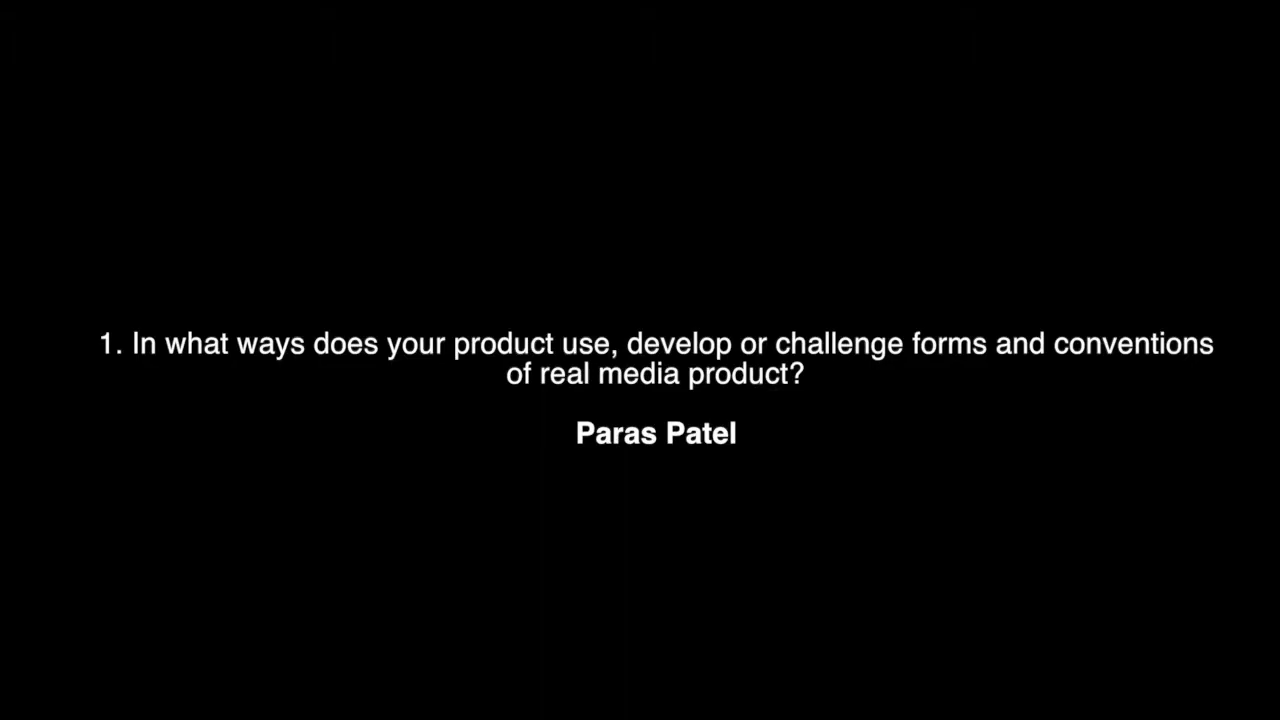 1. In what ways does your product use, develop or challenge forms and conventions
of real media product?
Paras Patel